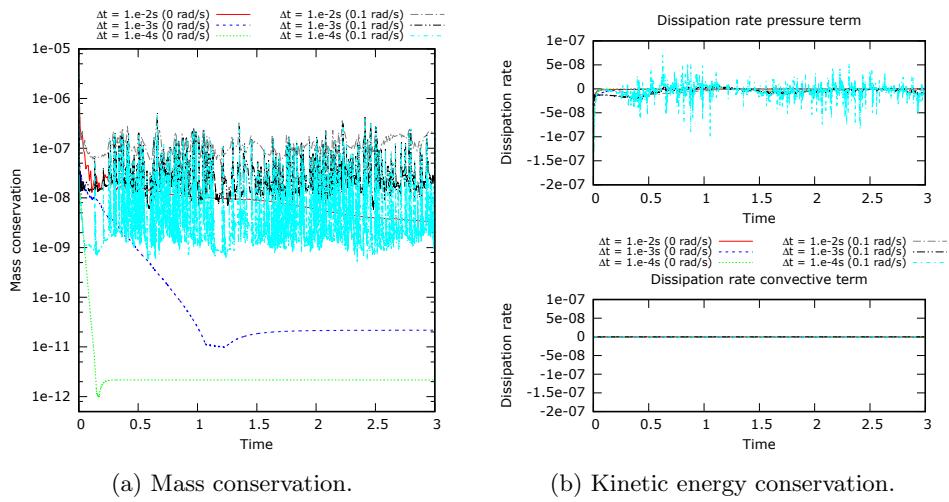 Δt = 1.e-2s (0 rad/s)
Δt = 1.e-3s (0 rad/s)
Δt = 1.e-4s (0 rad/s)
Δt = 1.e-2s (0.1 rad/s)
Δt = 1.e-3s (0.1 rad/s)
Δt = 1.e-4s (0.1 rad/s)
Mass conservation
1e-05
1e-06
1e-07
1e-08
1e-09
1e-10
1e-11
1e-12
0 0.5 1 1.5 2 2.5 3
Time
(a) Mass conservation.
Dissipation rate pressure term
Dissipation rate
1e-07
5e-08
0
-5e-08
-1e-07
-1.5e-07
-2e-07
0 0.5 1 1.5 2 2.5 3
Time
Δt = 1.e-2s (0 rad/s)
Δt = 1.e-3s (0 rad/s)
Δt = 1.e-4s (0 rad/s)
Δt = 1.e-2s (0.1 rad/s)
Δt = 1.e-3s (0.1 rad/s)
Δt = 1.e-4s (0.1 rad/s)
Dissipation rate convective term
Dissipation rate
1e-07
5e-08
0
-5e-08
-1e-07
-1.5e-07
-2e-07
0 0.5 1 1.5 2 2.5 3
Time
(b) Kinetic energy conservation.